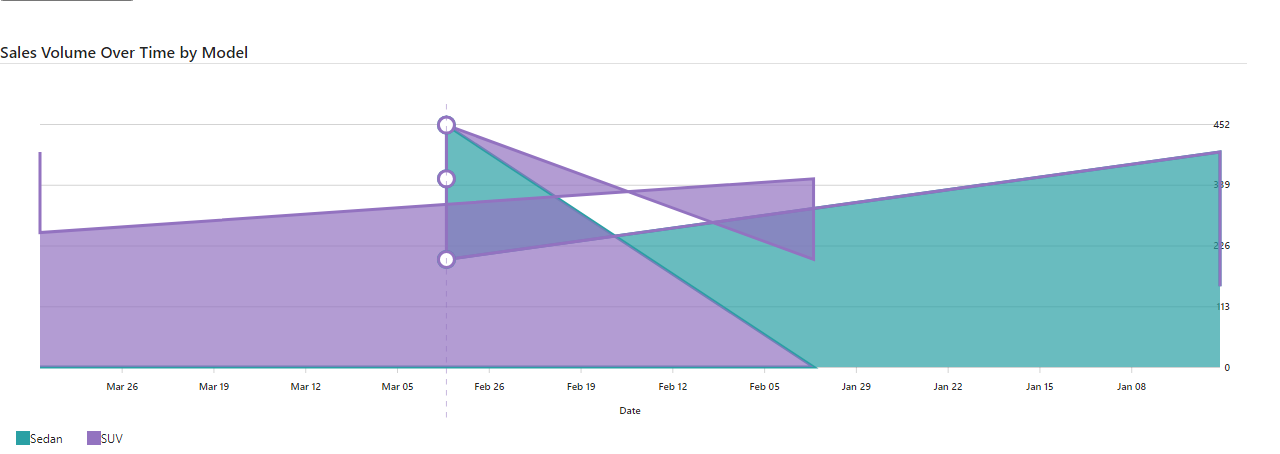 Sales Volume Over Time by Model
452
339
226
113
0
Mar 26 Mar 19 Mar 12 Mar 05 Feb 26 Feb 19 Feb 12 Feb 05 Jan 29 Jan 22 Jan 15 Jan 08
Date
Sedan SUV